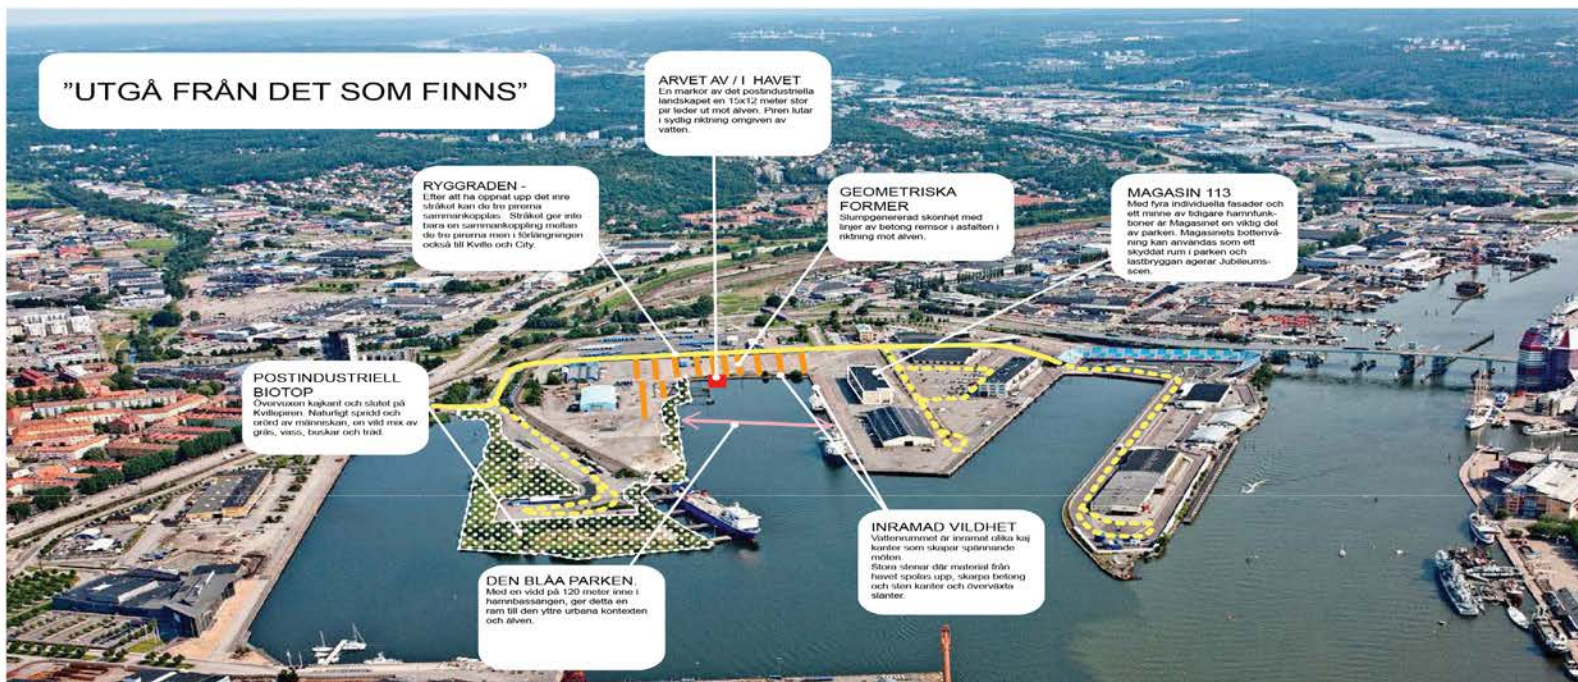 "UTGÅ FRÅN DET SOM FINNS"
ARVET AV / I HAVET
En markör av det postindustriella
landskapet en 15x12 meter stor
pir leder ut mot älven. Piren lutar
i sydlig riktning omgiven av
vatten.
RYGGRADEN -
Efter att ha öppnat upp det inre
stråket kan de tre pirerna
sammankopplas. Stråket ger inte
bara en sammankoppling mellan
de tre pirerna men i förlängningen
också till Kville och City.
GEOMETRISKA
FORMER
Slumpgenererad skönhet med
linjer av betong remsor i asfalten i
riktning mot älven.
MAGASIN 113
Med fyra individuella fasader och
ett minne av tidigare hamnfunk-
tioner är Magasinet en viktig del
av parken. Magasinets bottenvå-
ning kan användas som ett
skyddat rum i parken och
lastbryggan agerar Jubileums-
scen.
POSTINDUSTRIELL
BIOTOP
Övervuxen kajkant och slutet på
Kvillepiren. Naturligt spridd och
orörd av människan, en vild mix av
gräs, vass, buskar och träd.
DEN BLÅA PARKEN.
Med en vidd på 120 meter inne i
hamnbassängen, ger detta en
ram till den yttre urbana kontexten
och älven.
INRAMAD VILDHET
Vattenrummet är inramat olika kaj
kanter som skapar spännande
möten.
Stora stenar där material från
havet spolas upp, skarpa betong
och sten kanter och överväxta
slänter.